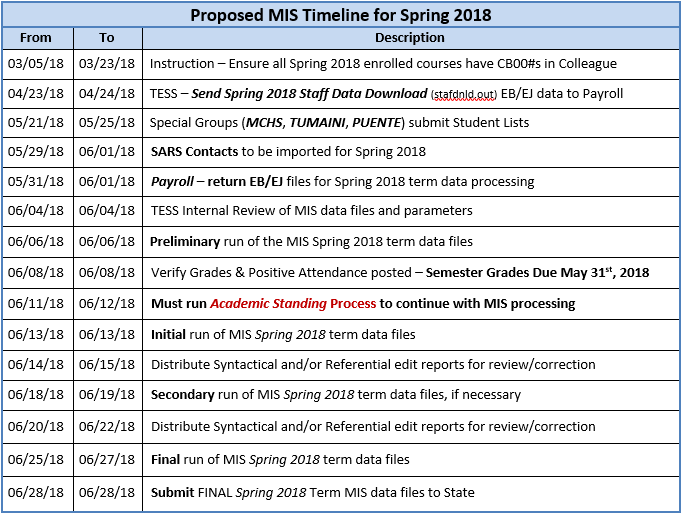 Proposed MIS Timeline for Spring 2018
From To Description
03/05/18 03/23/18 Instruction – Ensure all Spring 2018 enrolled courses have CB00#s in Colleague
04/23/18 04/24/18 TESS – Send Spring 2018 Staff Data Download (stafdnld.out) EB/EJ data to Payroll
05/21/18 05/25/18 Special Groups (MCHS, TUMAINI, PUENTE) submit Student Lists
05/29/18 06/01/18 SARS Contacts to be imported for Spring 2018
05/31/18 06/01/18 Payroll – return EB/EJ files for Spring 2018 term data processing
06/04/18 06/04/18 TESS Internal Review of MIS data files and parameters
06/06/18 06/06/18 Preliminary run of the MIS Spring 2018 term data files
06/08/18 06/08/18 Verify Grades & Positive Attendance posted – Semester Grades Due May 31st, 2018
06/11/18 06/12/18 Must run Academic Standing Process to continue with MIS processing
06/13/18 06/13/18 Initial run of MIS Spring 2018 term data files
06/14/18 06/15/18 Distribute Syntactical and/or Referential edit reports for review/correction
06/18/18 06/19/18 Secondary run of MIS Spring 2018 term data files, if necessary
06/20/18 06/22/18 Distribute Syntactical and/or Referential edit reports for review/correction
06/25/18 06/27/18 Final run of MIS Spring 2018 term data files
06/28/18 06/28/18 Submit FINAL Spring 2018 Term MIS data files to State